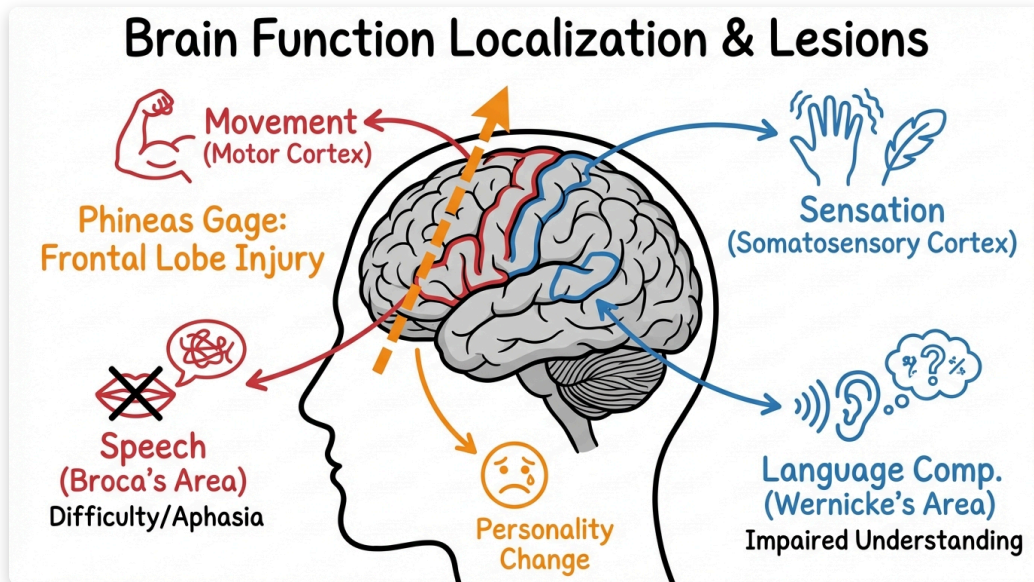 Brain Function Localization & Lesions
Movement
(Motor Cortex)
Phineas Gage:
Frontal Lobe Injury
Speech
(Broca's Area)
Difficulty/Aphasia
Personality
Change
Sensation
(Somatosensory Cortex)
?
Language Comp.
(Wernicke's Area)
Impaired Understanding